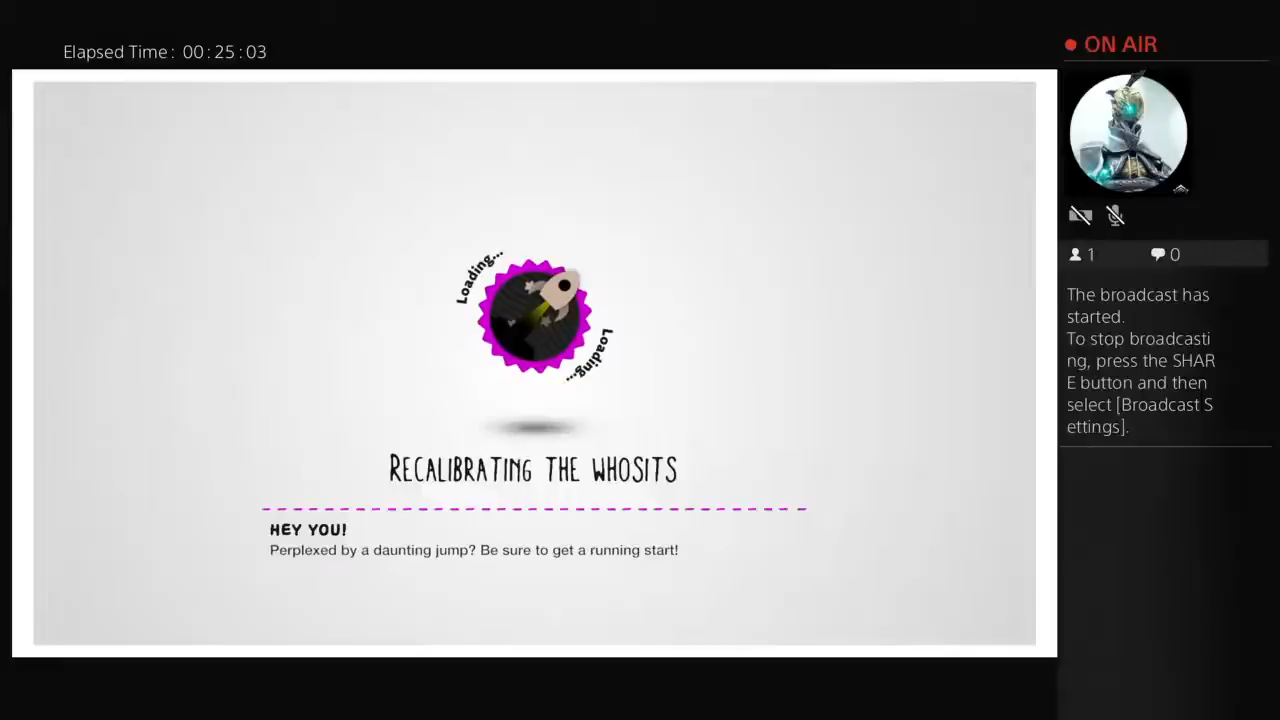 Elapsed Time: 00:25:03
ON AIR
1
0
The broadcast has
started.
To stop broadcasti
ng, press the SHAR
E button and then
select [Broadcast S
ettings].
Loading...
Loading...
RECALIBRATING THE WHOSITS
HEY YOU!
Perplexed by a daunting jump? Be sure to get a running start!